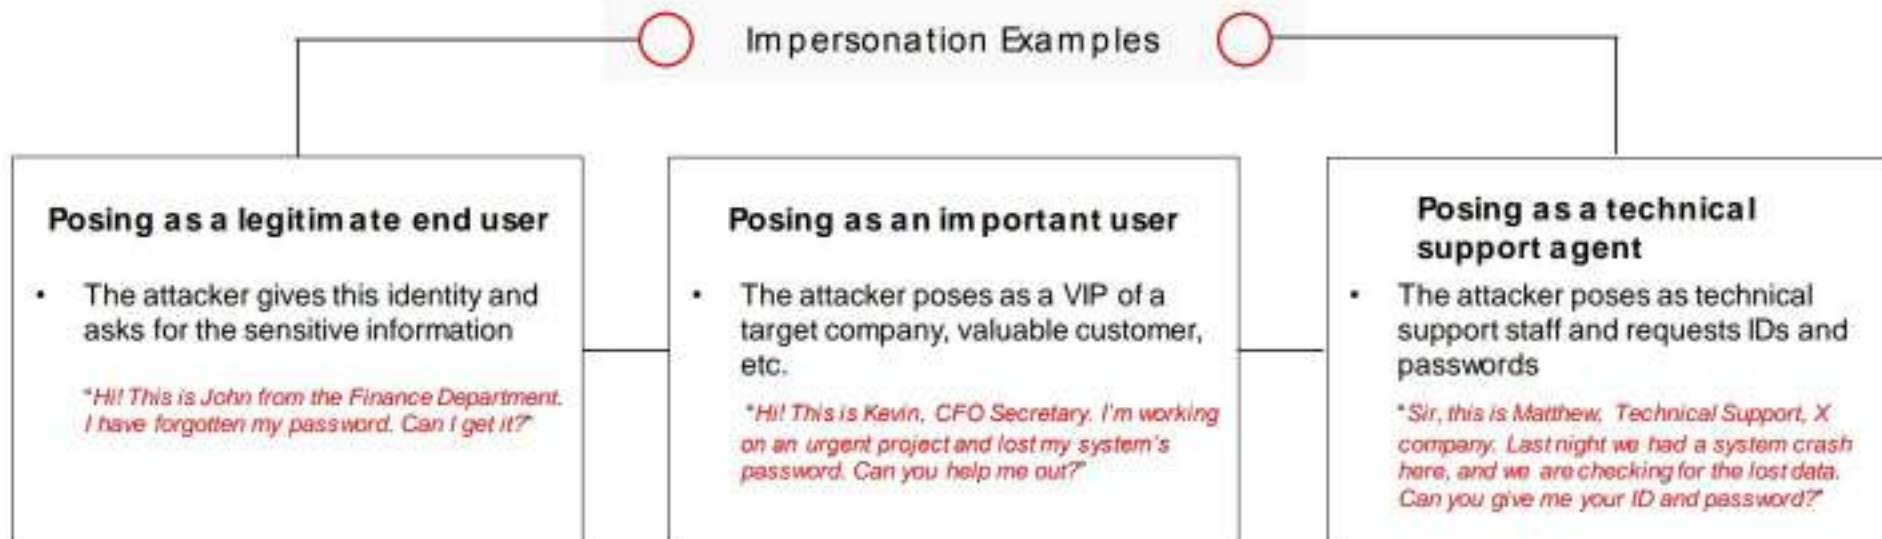 Impersonation Examples
Posing as a legitimate end user
• The attacker gives this identity and
asks for the sensitive information
"Hi! This is John from the Finance Department.
I have forgotten my password. Can I get it?"
Posing as an important user
• The attacker poses as a VIP of a
target company, valuable customer,
etc.
"Hi! This is Kevin, CFO Secretary. I'm working
on an urgent project and lost my system's
password. Can you help me out?"
Posing as a technical
support agent
• The attacker poses as technical
support staff and requests IDs and
passwords
"Sir, this is Matthew, Technical Support, X
company. Last night we had a system crash
here, and we are checking for the lost data.
Can you give me your ID and password?"